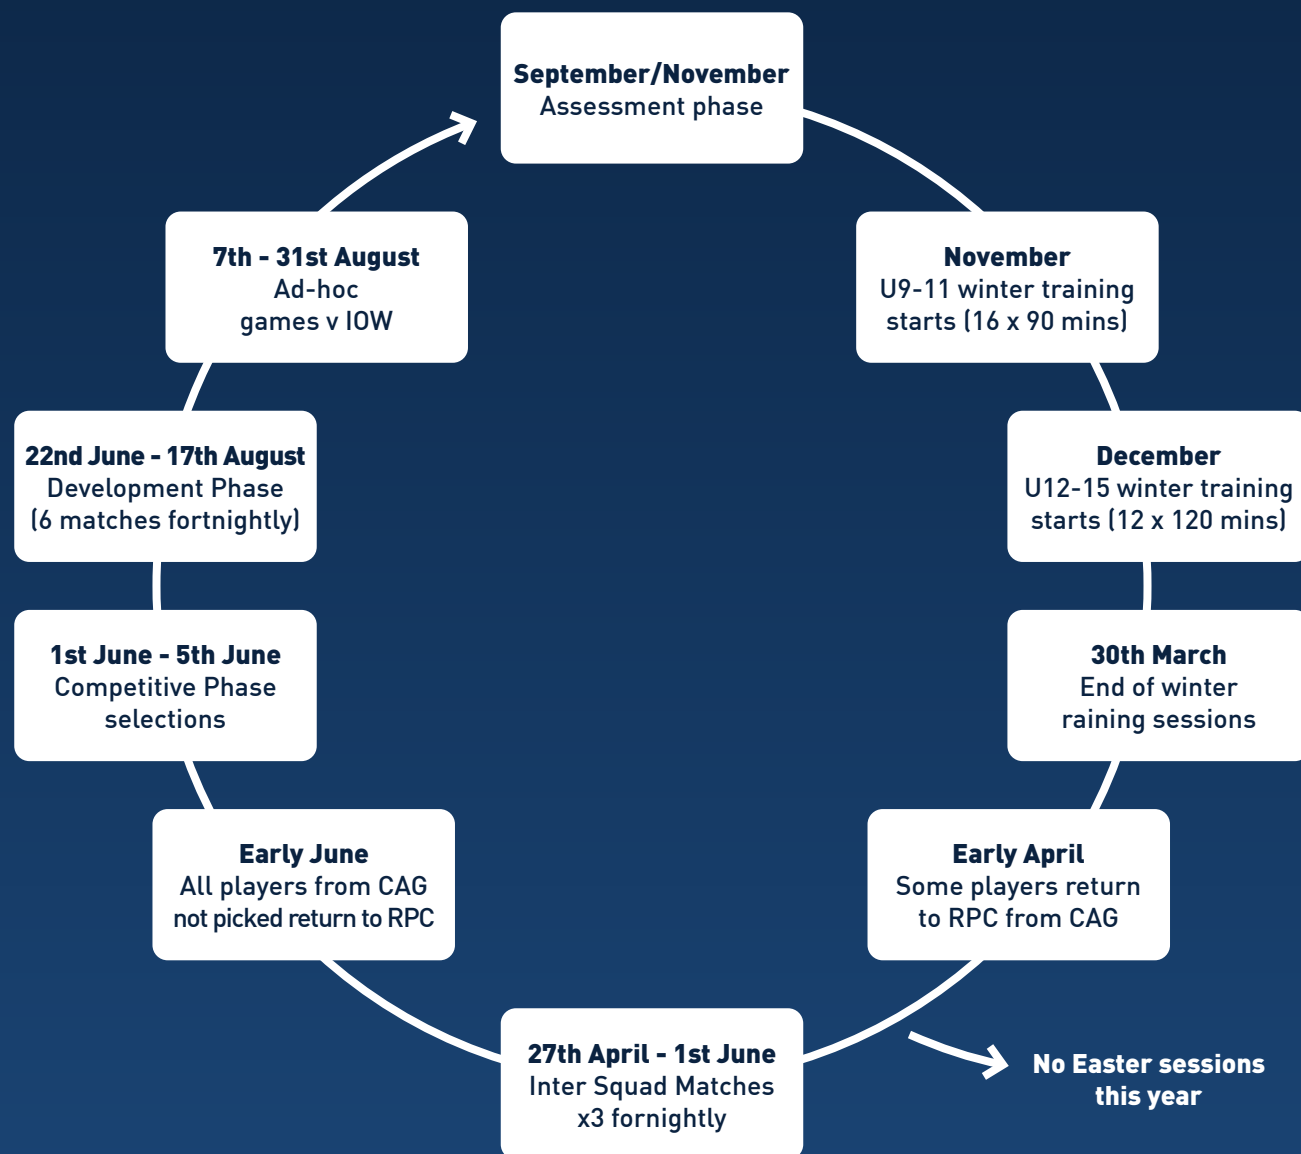 September/November
Assessment phase
November
U9-11 winter training
starts (16 x 90 mins)
December
U12-15 winter training
starts (12 x 120 mins)
30th March
End of winter
raining sessions
Early April
Some players return
to RPC from CAG
No Easter sessions
this year
27th April - 1st June
Inter Squad Matches
x3 fornightly
Early June
All players from CAG
not picked return to RPC
1st June - 5th June
Competitive Phase
selections
22nd June - 17th August
Development Phase
(6 matches fortnightly)
7th - 31st August
Ad-hoc
games v IOW